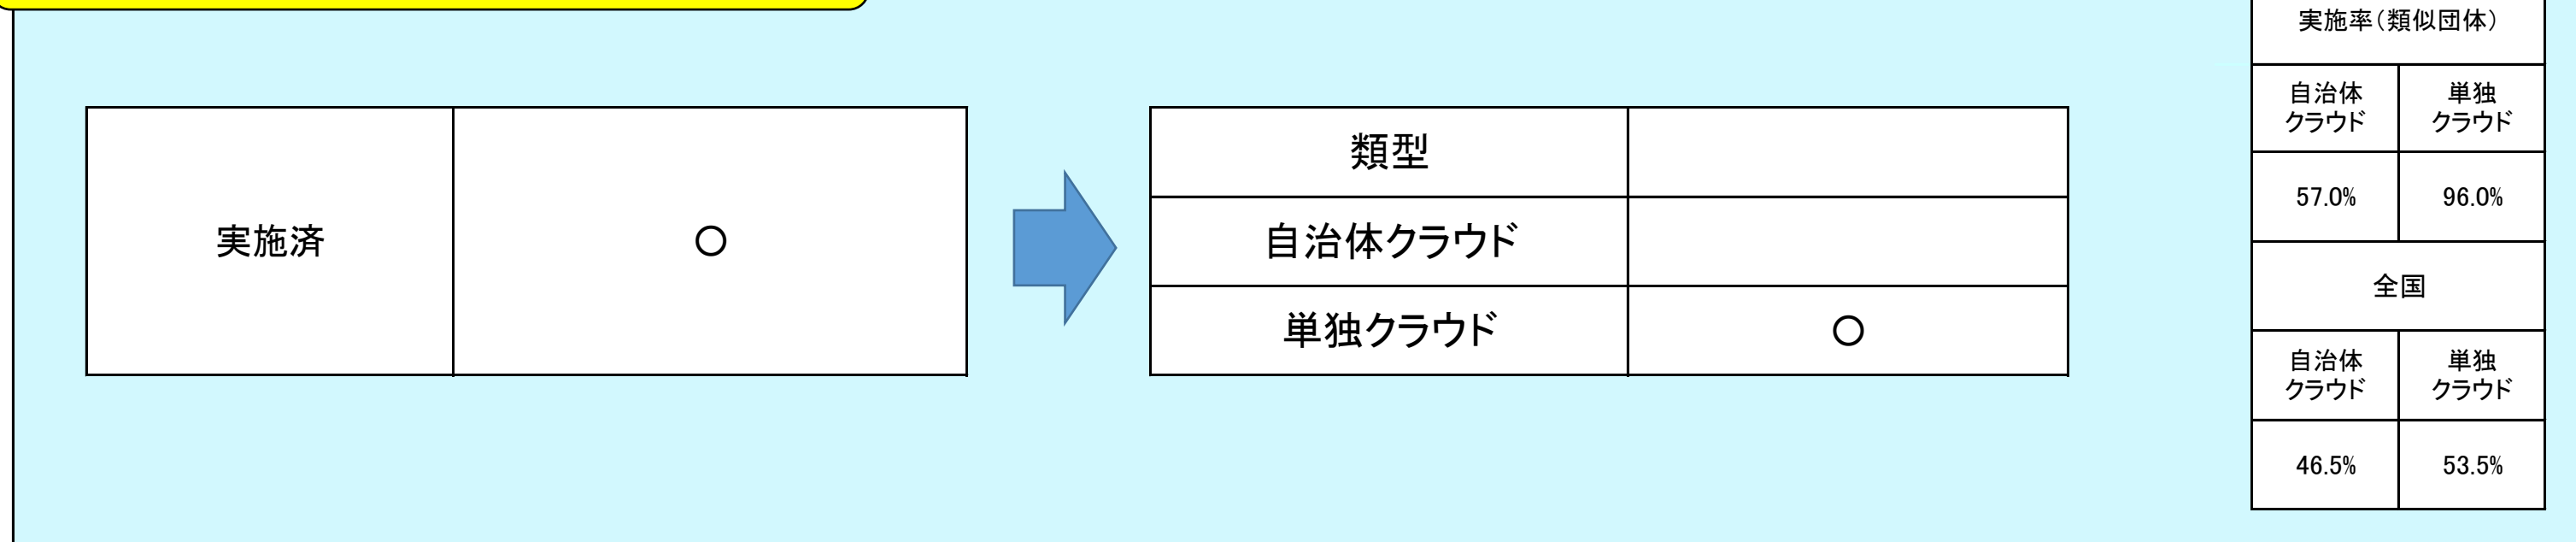 実施率(類似団体)
自治体
クラウド
単独
クラウド
57.0%
96.0%
全国
自治体
クラウド
単独
クラウド
46.5%
53.5%
実施済
○
類型
自治体クラウド
単独クラウド
○